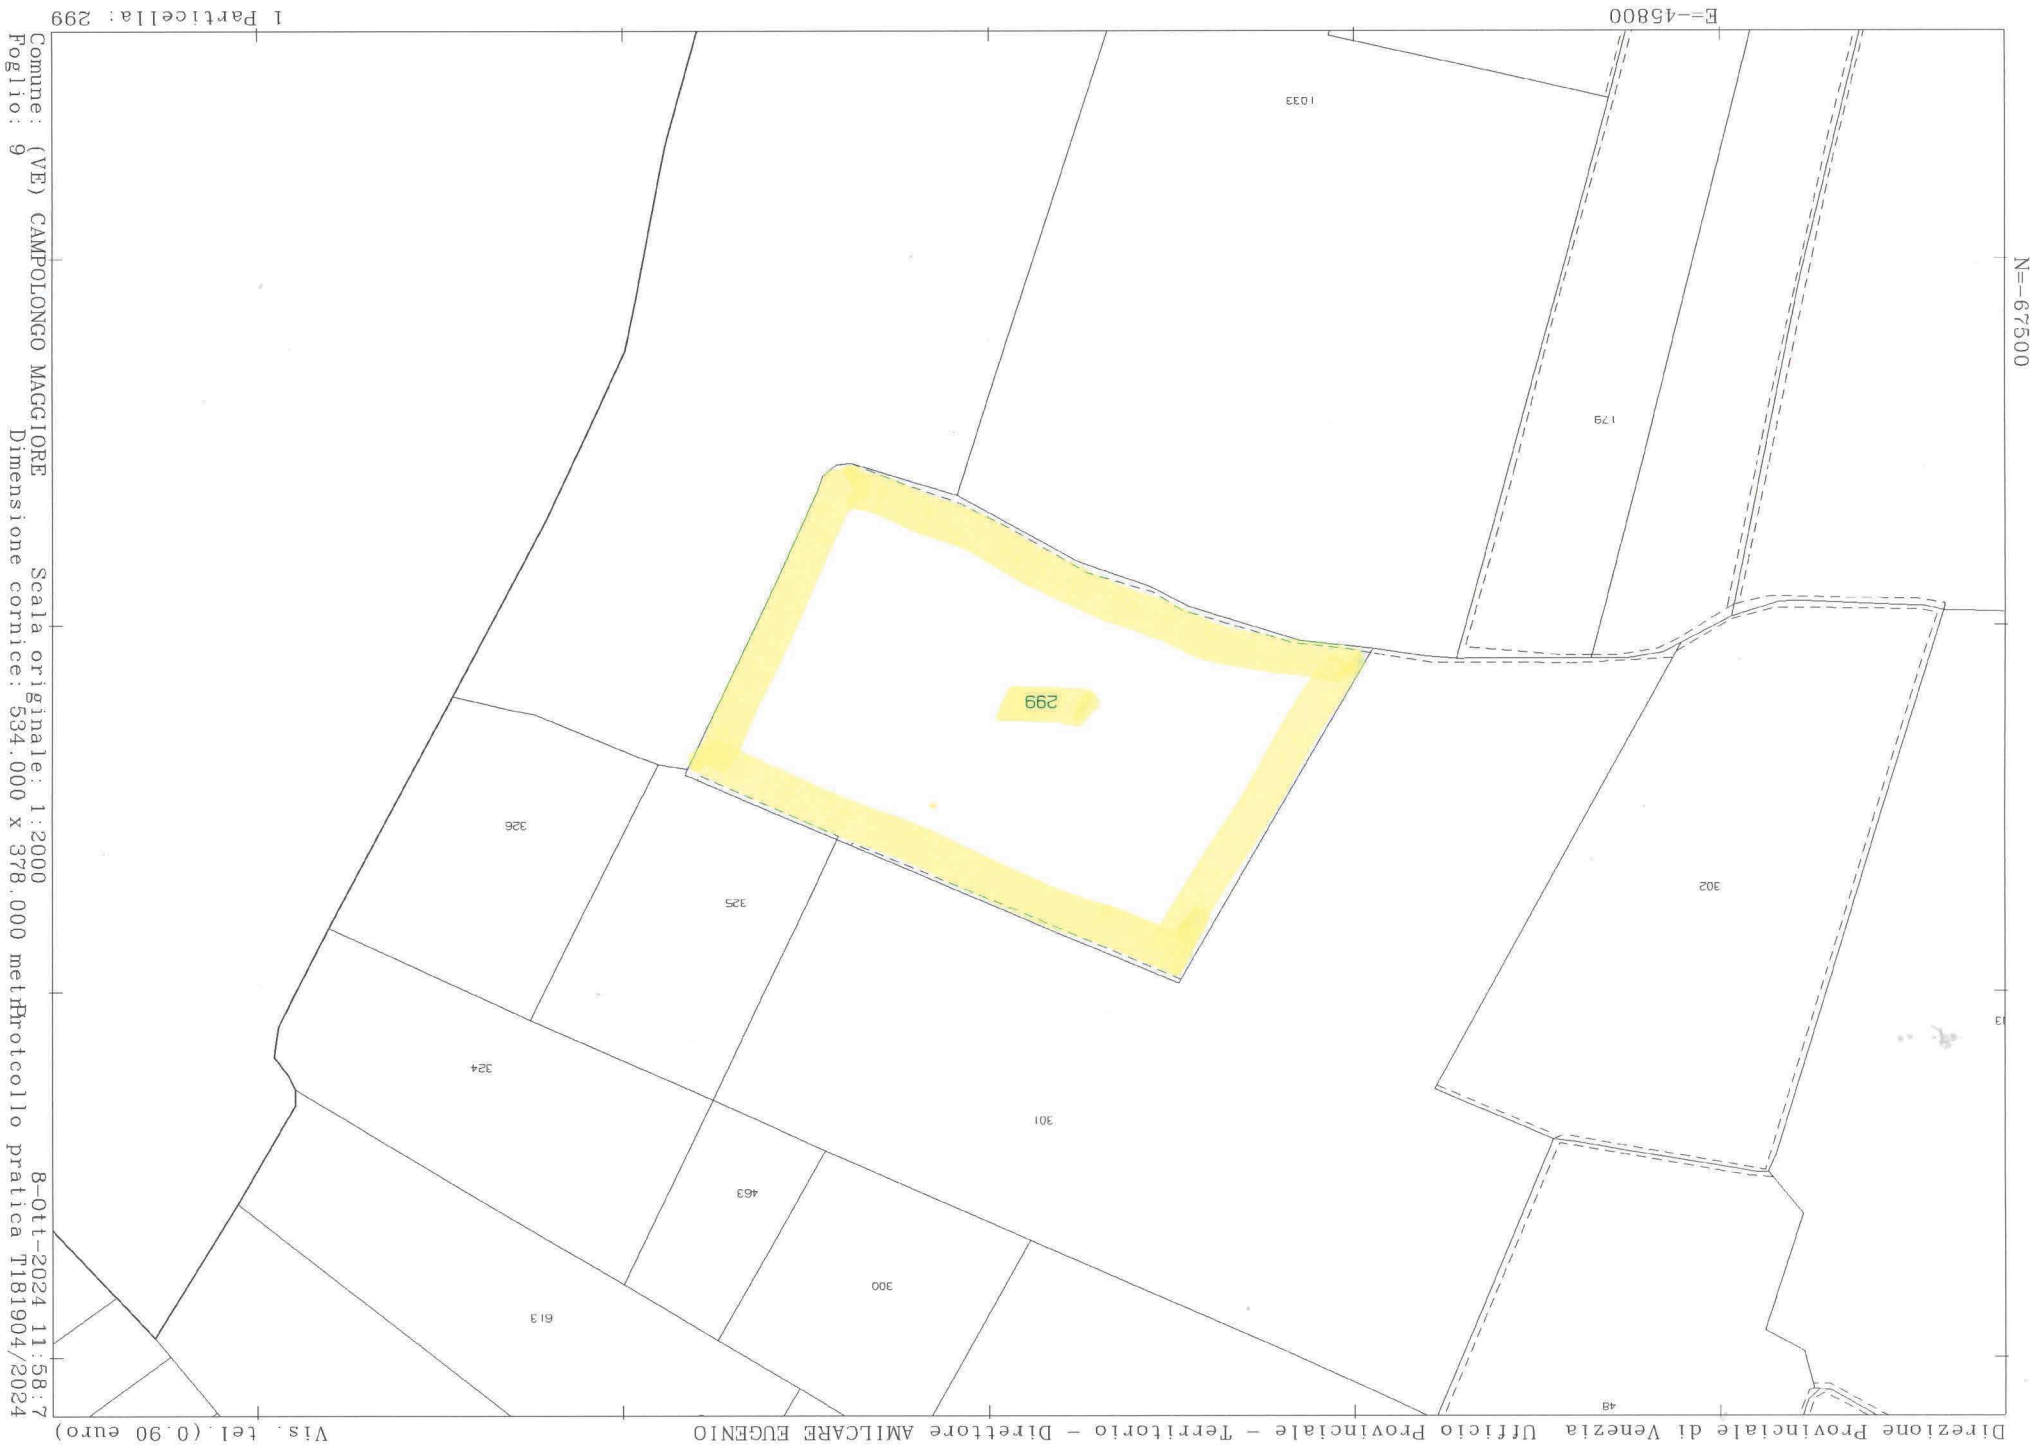 Direzione Provinciale di Venezia Ufficio Provinciale - Territorio - Direttore AMILCARE EUGENIO
Vis. tel. (0.90 euro)
48
613
300
463
301
324
13
325
302
326
299
179
1033
N=-67500
E=-45800
1 Particella: 299
Comune: (VE) CAMPOLONGO MAGGIORE
Foglio: 9
Scala originale: 1:2000
Dimensione cornice: 534.000 x 378.000 metri
8-Ott-2024 11:58:7
Protocollo pratica T181904/2024